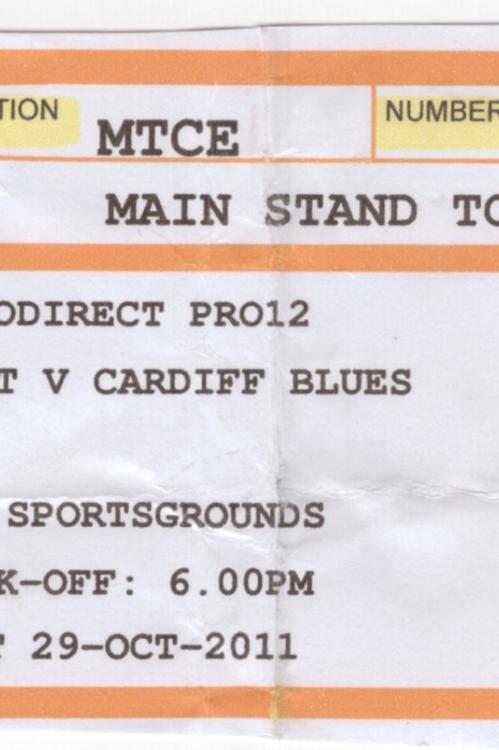 TION MTCE NUMBER
MAIN STAND TO
ODIRECT PRO12
T V CARDIFF BLUES
SPORTSGROUNDS
K-OFF: 6.00PM
T 29-OCT-2011